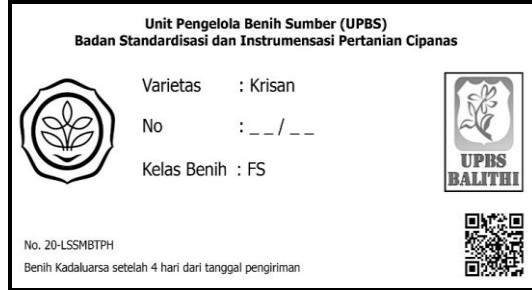 Unit Pengelola Benih Sumber (UPBS)
Badan Standardisasi dan Instrumensasi Pertanian Cipanas
Varietas : Krisan
No : _ _ / _ _
Kelas Benih : FS
UPBS
BALITHI
No. 20-LSSMBTPH
Benih Kadaluarsa setelah 4 hari dari tanggal pengiriman